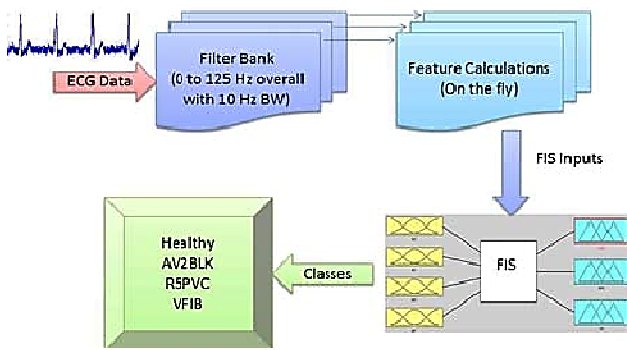 ECG Data
Filter Bank
(0 to 125 Hz overall
with 10 Hz BW)
Feature Calculations
(On the fly)
FIS Inputs
FIS
Classes
Healthy
AV2BLK
R5PVC
VFIB